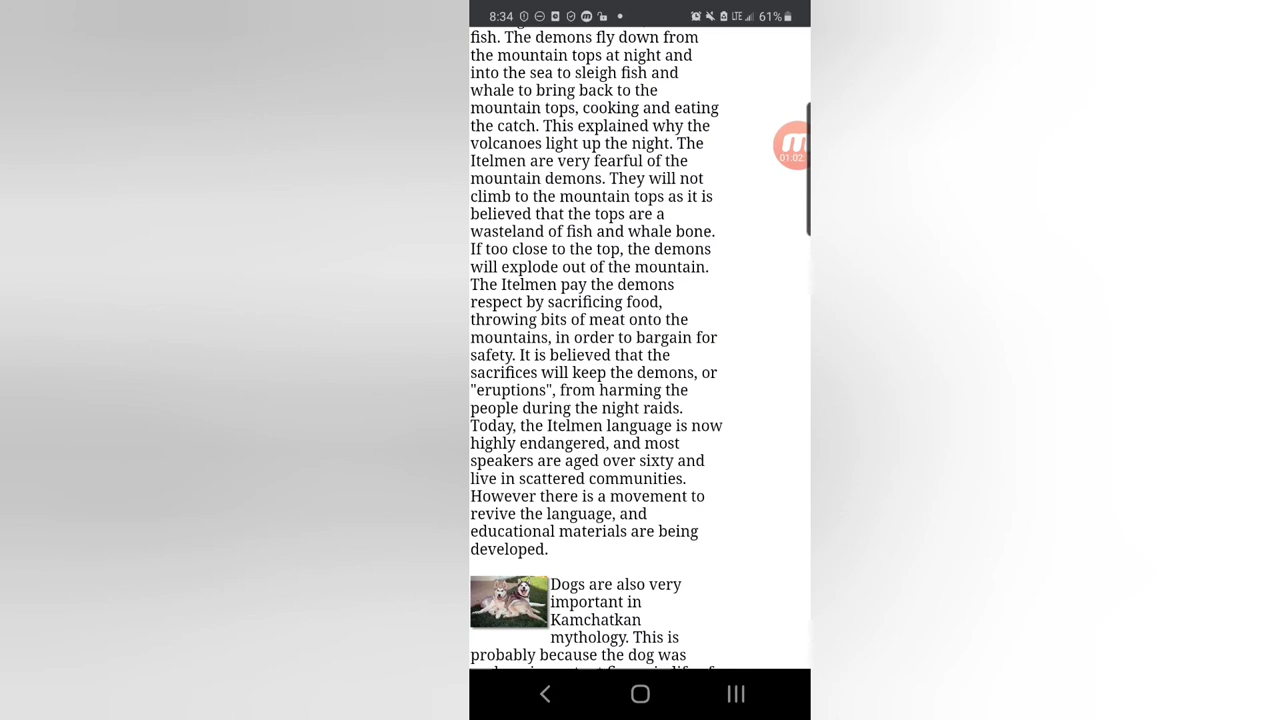 8:34
LTE 61%
fish. The demons fly down from
the mountain tops at night and
into the sea to sleigh fish and
whale to bring back to the
mountain tops, cooking and eating
the catch. This explained why the
volcanoes light up the night. The
Itelmen are very fearful of the
mountain demons. They will not
climb to the mountain tops as it is
believed that the tops are a
wasteland of fish and whale bone.
If too close to the top, the demons
will explode out of the mountain.
The Itelmen pay the demons
respect by sacrificing food,
throwing bits of meat onto the
mountains, in order to bargain for
safety. It is believed that the
sacrifices will keep the demons, or
"eruptions", from harming the
people during the night raids.
Today, the Itelmen language is now
highly endangered, and most
speakers are aged over sixty and
live in scattered communities.
However there is a movement to
revive the language, and
educational materials are being
developed.
Dogs are also very
important in
Kamchatkan
mythology. This is
probably because the dog was
01:02